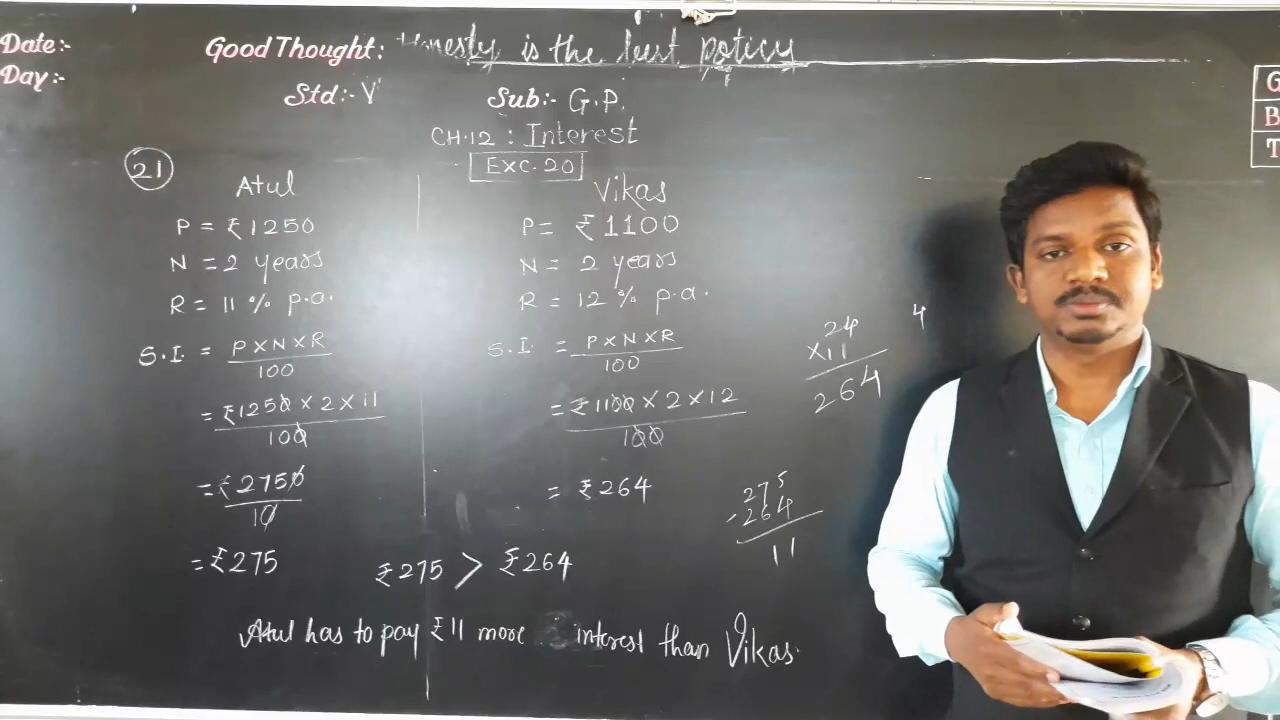 Date:-
Day:-
Good Thought: Honesty is the best policy
Std:- V
Sub:- G.P.
CH.12 : Interest
Exc. 20
21
Atul
P = ₹1250
N = 2 years
R = 11 % p.a.
S.I. = P×N×R
100
= ₹1250 × 2 × 11
100
= ₹2750
10
= ₹275
Vikas
P = ₹1100
N = 2 years
R = 12 % p.a.
S.I. = P×N×R
100
= ₹1100 × 2 × 12
100
= ₹264
24
×11
264
4
275
-264
11
₹275 > ₹264
Atul has to pay ₹11 more interest than Vikas.
G
B
T